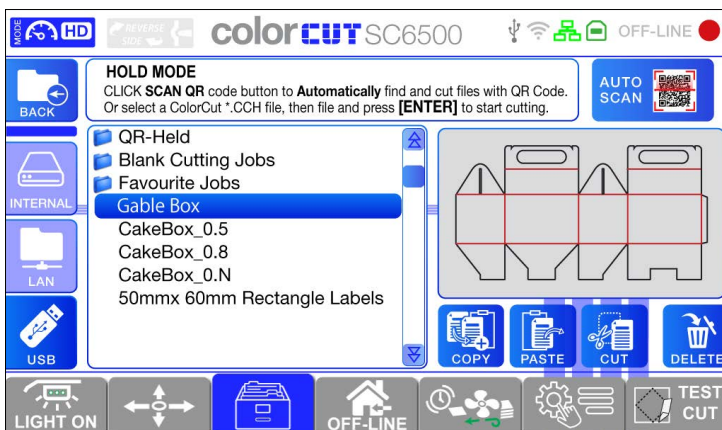 MODE
HD
REVERSE
SIDE
colorCUT SC6500
OFF-LINE
BACK
HOLD MODE
CLICK SCAN QR code button to Automatically find and cut files with QR Code.
Or select a ColorCut *.CCH file, then file and press [ENTER] to start cutting.
AUTO
SCAN
INTERNAL
LAN
USB
QR-Held
Blank Cutting Jobs
Favourite Jobs
Gable Box
CakeBox_0.5
CakeBox_0.8
CakeBox_0.N
50mmx 60mm Rectangle Labels
COPY
PASTE
CUT
DELETE
LIGHT ON
OFF-LINE
TEST
CUT